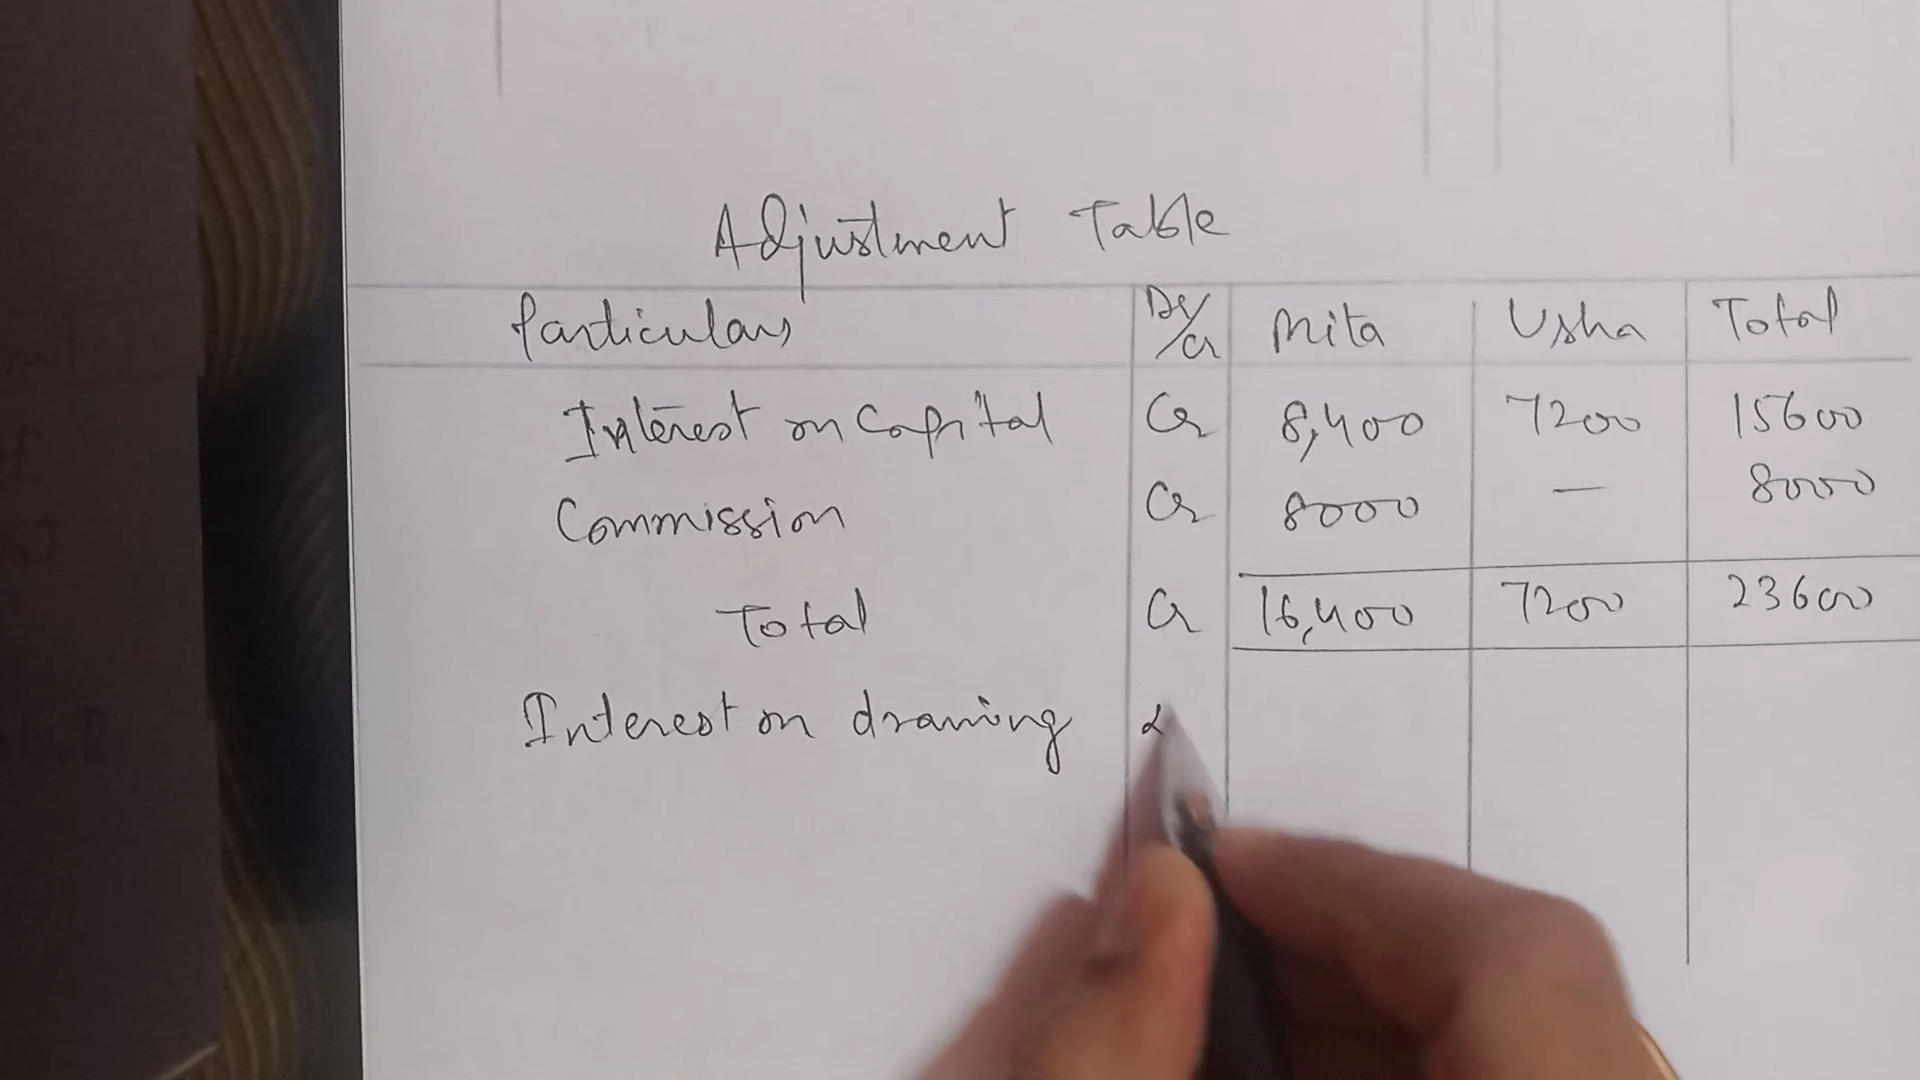 Adjustment Table
Particulars Dr/Cr Mita Usha Total
Interest on Capital Cr 8,400 7200 15600
Commission Cr 8000 — 8000
Total Cr 16,400 7200 23600
Interest on drawing